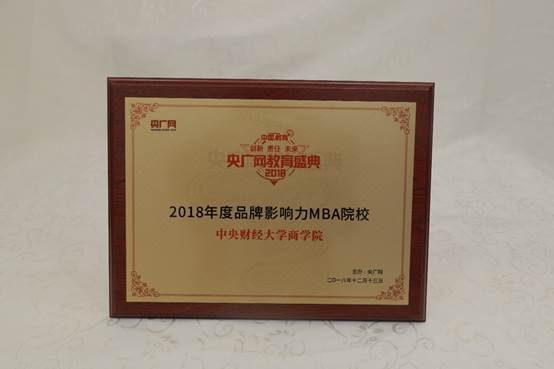 央广网
中国教育
创新 责任 未来
央广网教育盛典
2018
2018年度品牌影响力MBA院校
中央财经大学商学院
主办：央广网
二〇一八年十二月十三日